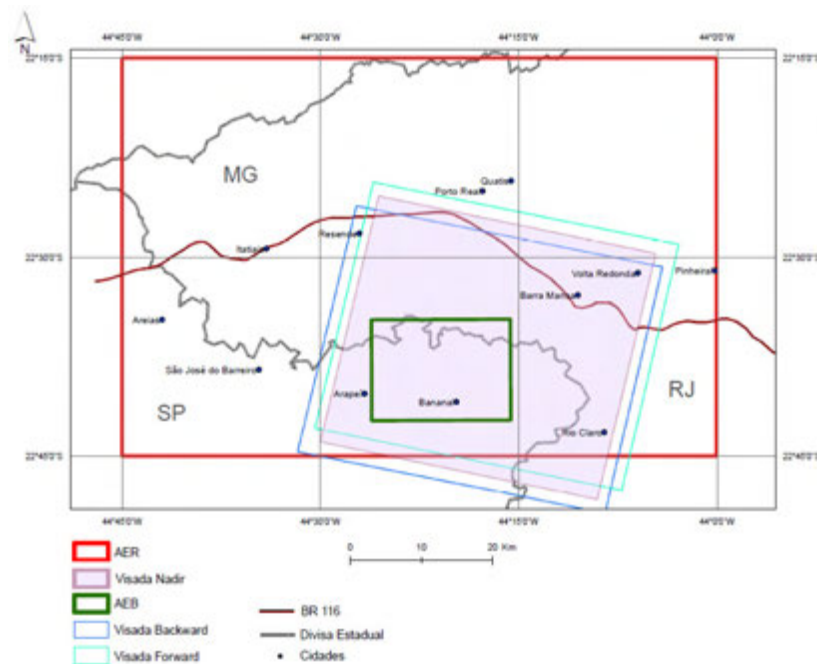 N
44°45'0"W 44°30'0"W 44°15'0"W 44°0'0"W
22°15'0"S 22°15'0"S
MG
Quatis
Porto Real
Resende
Itatiaia
22°30'0"S 22°30'0"S
Volta Redonda
Pinheiral
Barra Mansa
Areias
São José do Barreiro
Arapeí
Bananal
RJ
SP
Rio Claro
22°45'0"S 22°45'0"S
44°45'0"W 44°30'0"W 44°15'0"W 44°0'0"W
0 10 20 Km
AER
Visada Nadir
AEB
Visada Backward
Visada Forward
BR 116
Divisa Estadual
Cidades